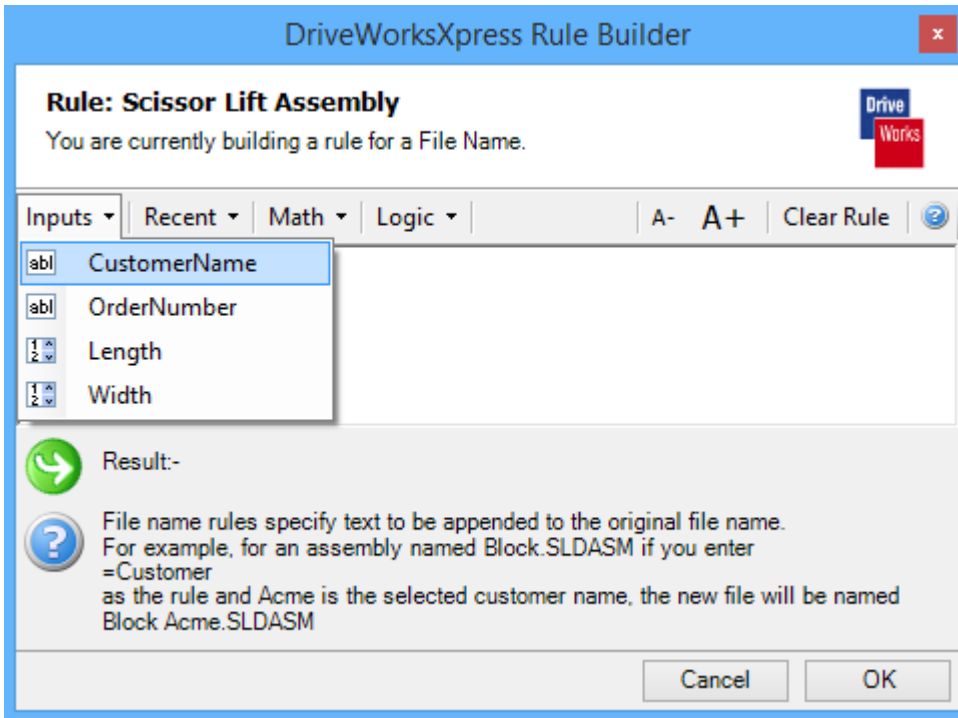 DriveWorksXpress Rule Builder
x
Rule: Scissor Lift Assembly
You are currently building a rule for a File Name.
Drive
Works
Inputs Recent Math Logic A- A+ Clear Rule ?
abl CustomerName
abl OrderNumber
1 2 Length
1 2 Width
Result:-
? File name rules specify text to be appended to the original file name.
For example, for an assembly named Block.SLDASM if you enter
=Customer
as the rule and Acme is the selected customer name, the new file will be named
Block Acme.SLDASM
Cancel OK